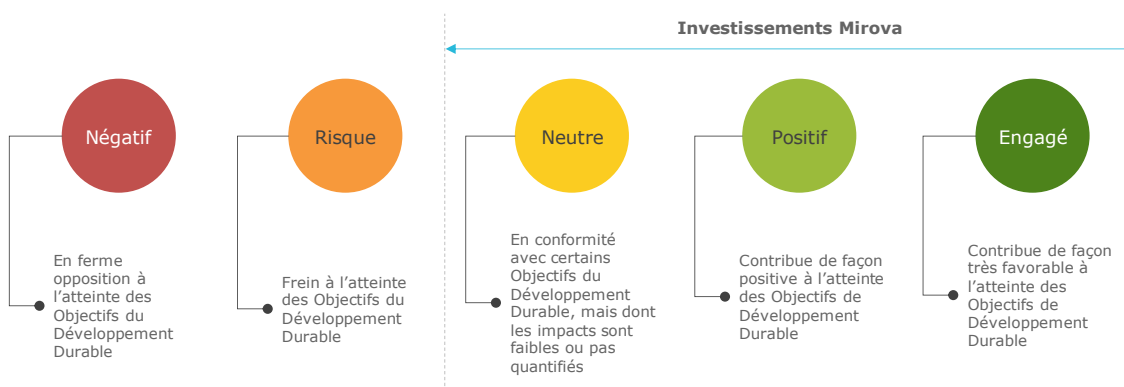 Investissements Mirova
Négatif
Risque
Neutre
Positif
Engagé
En ferme
opposition à
l'atteinte des
Objectifs du
Développement
Durable
Frein à l'atteinte
des Objectifs du
Développement
Durable
En conformité
avec certains
Objectifs du
Développement
Durable, mais dont
les impacts sont
faibles ou pas
quantifiés
Contribue de façon
positive à l'atteinte
des Objectifs de
Développement
Durable
Contribue de façon
très favorable à
l'atteinte des
Objectifs de
Développement
Durable